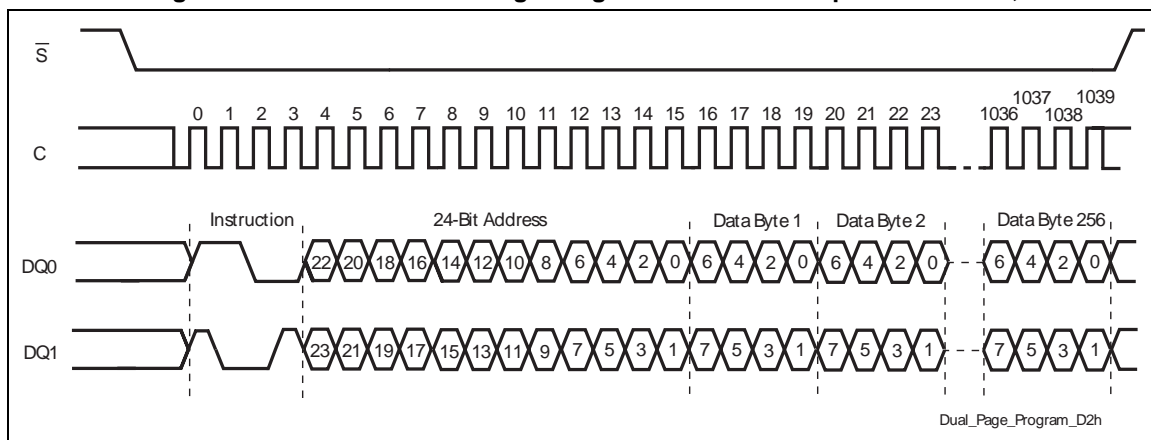 S
1037 1039
0 1 2 3 4 5 6 7 8 9 10 11 12 13 14 15 16 17 18 19 20 21 22 23 1036 1038
C
Instruction 24-Bit Address Data Byte 1 Data Byte 2 Data Byte 256
DQ0 22 20 18 16 14 12 10 8 6 4 2 0 6 4 2 0 6 4 2 0 6 4 2 0
DQ1 23 21 19 17 15 13 11 9 7 5 3 1 7 5 3 1 7 5 3 1 7 5 3 1
Dual_Page_Program_D2h